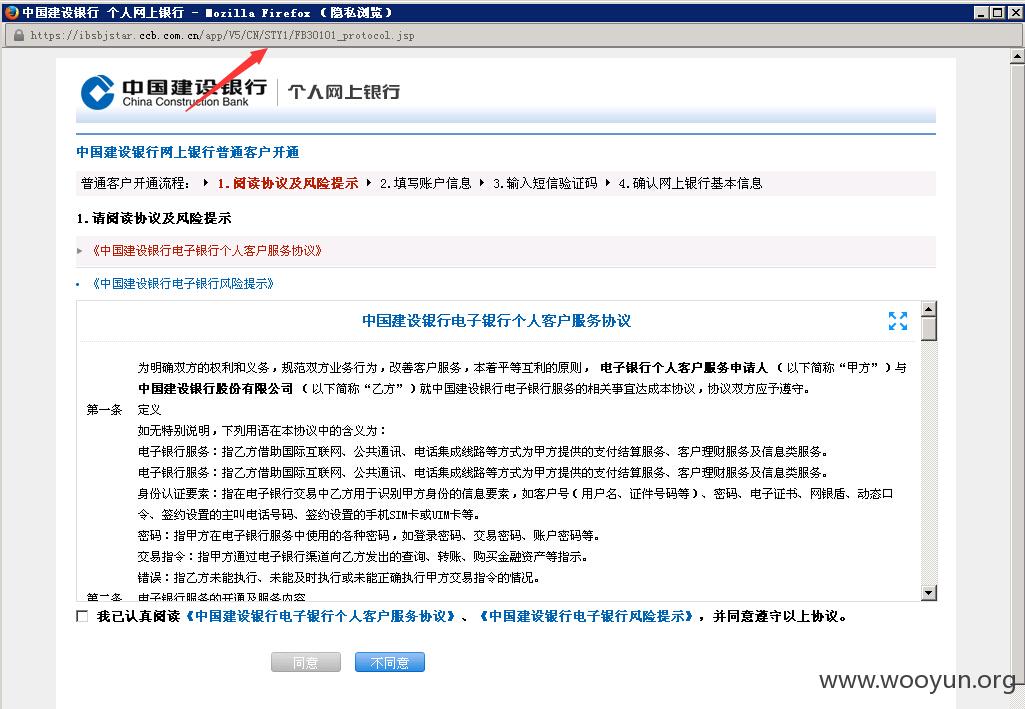 中国建设银行 个人网上银行 - Mozilla Firefox (隐私浏览)
https://ibsbjstar.ccb.com.cn/app/V5/CN/STY1/FB30101_protocol.jsp
中国建设银行 个人网上银行
China Construction Bank
中国建设银行网上银行普通客户开通
普通客户开通流程: 1.阅读协议及风险提示 2.填写账户信息 3.输入短信验证码 4.确认网上银行基本信息
1.请阅读协议及风险提示
《中国建设银行电子银行个人客户服务协议》
《中国建设银行电子银行风险提示》
中国建设银行电子银行个人客户服务协议
为明确双方的权利和义务,规范双方业务行为,改善客户服务,本着平等互利的原则, 电子银行个人客户服务申请人 (以下简称“甲方”)与
中国建设银行股份有限公司 (以下简称“乙方”)就中国建设银行电子银行服务的相关事宜达成本协议,协议双方应予遵守。
第一条 定义
如无特别说明,下列用语在本协议中的含义为:
电子银行服务:指乙方借助国际互联网、公共通讯、电话集成线路等方式为甲方提供的支付结算服务、客户理财服务及信息类服务。
电子银行服务:指乙方借助国际互联网、公共通讯、电话集成线路等方式为甲方提供的支付结算服务、客户理财服务及信息类服务。
身份认证要素:指在电子银行交易中乙方用于识别甲方身份的信息要素,如客户号(用户名、证件号码等)、密码、电子证书、网银盾、动态口
令、签约设置的主叫电话号码、签约设置的手机SIM卡或UIM卡等。
密码:指甲方在电子银行服务中使用的各种密码,如登录密码、交易密码、账户密码等。
交易指令:指甲方通过电子银行渠道向乙方发出的查询、转账、购买金融资产等指示。
错误:指乙方未能执行、未能及时执行或未能正确执行甲方交易指令的情况。
第二条 电子银行服务的开通及服务内容
我已认真阅读《中国建设银行电子银行个人客户服务协议》、《中国建设银行电子银行风险提示》,并同意遵守以上协议。
同意 不同意
www.wooyun.org